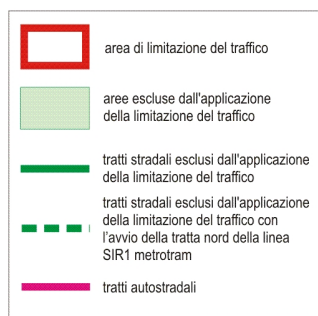 area di limitazione del traffico
aree escluse dall'applicazione
della limitazione del traffico
tratti stradali esclusi dall'applicazione
della limitazione del traffico
tratti stradali esclusi dall'applicazione
della limitazione del traffico con
l'avvio della tratta nord della linea
SIR1 metrotram
tratti autostradali